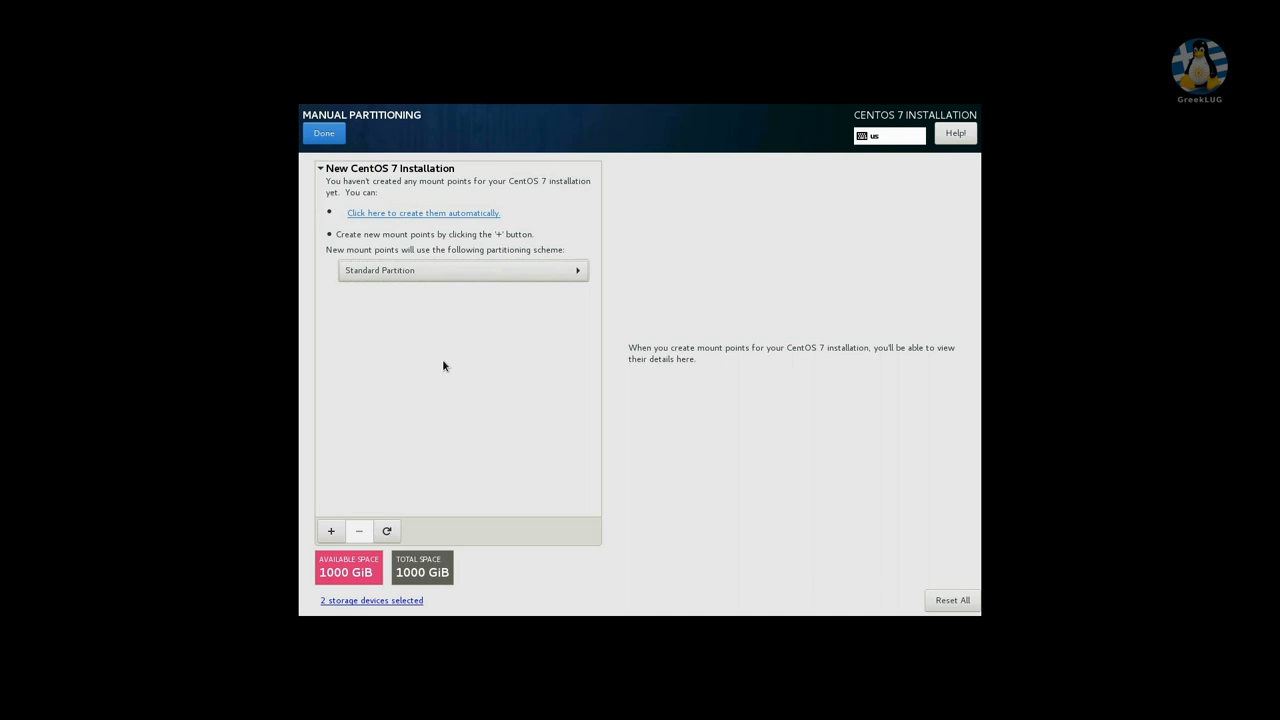 GreekLUG
MANUAL PARTITIONING
CENTOS 7 INSTALLATION
Done
us
Help!
New CentOS 7 Installation
You haven't created any mount points for your CentOS 7 installation
yet. You can:
• Click here to create them automatically.
• Create new mount points by clicking the '+' button.
New mount points will use the following partitioning scheme:
Standard Partition
When you create mount points for your CentOS 7 installation, you'll be able to view
their details here.
+ −
AVAILABLE SPACE
1000 GiB
TOTAL SPACE
1000 GiB
2 storage devices selected
Reset All